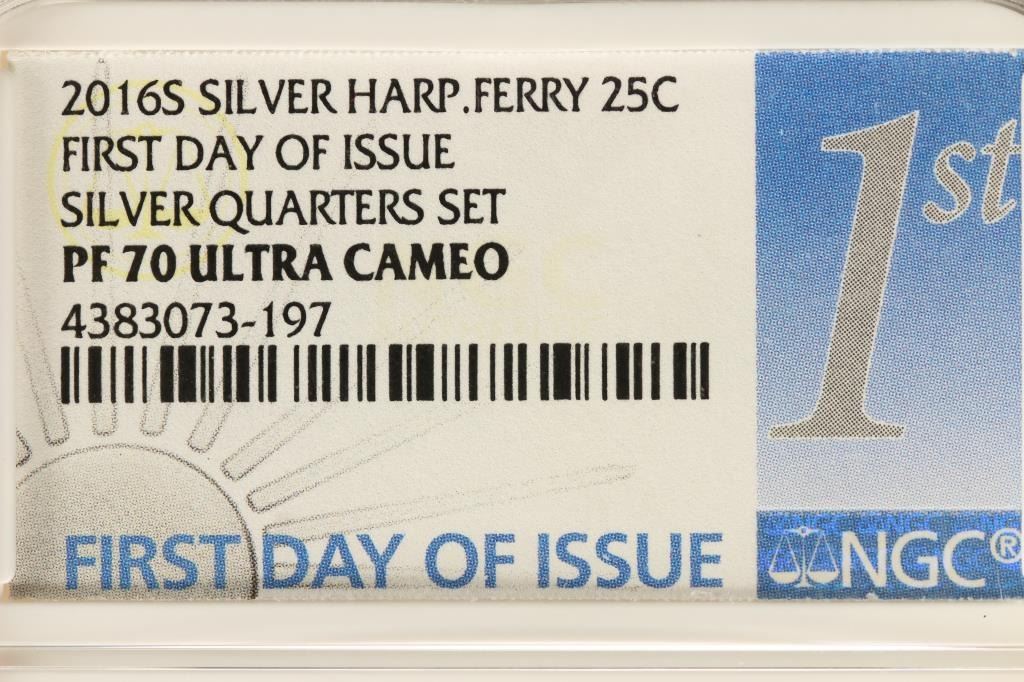 2016S SILVER HARP.FERRY 25C
FIRST DAY OF ISSUE
SILVER QUARTERS SET
PF 70 ULTRA CAMEO
4383073-197
FIRST DAY OF ISSUE
1st
NGC®